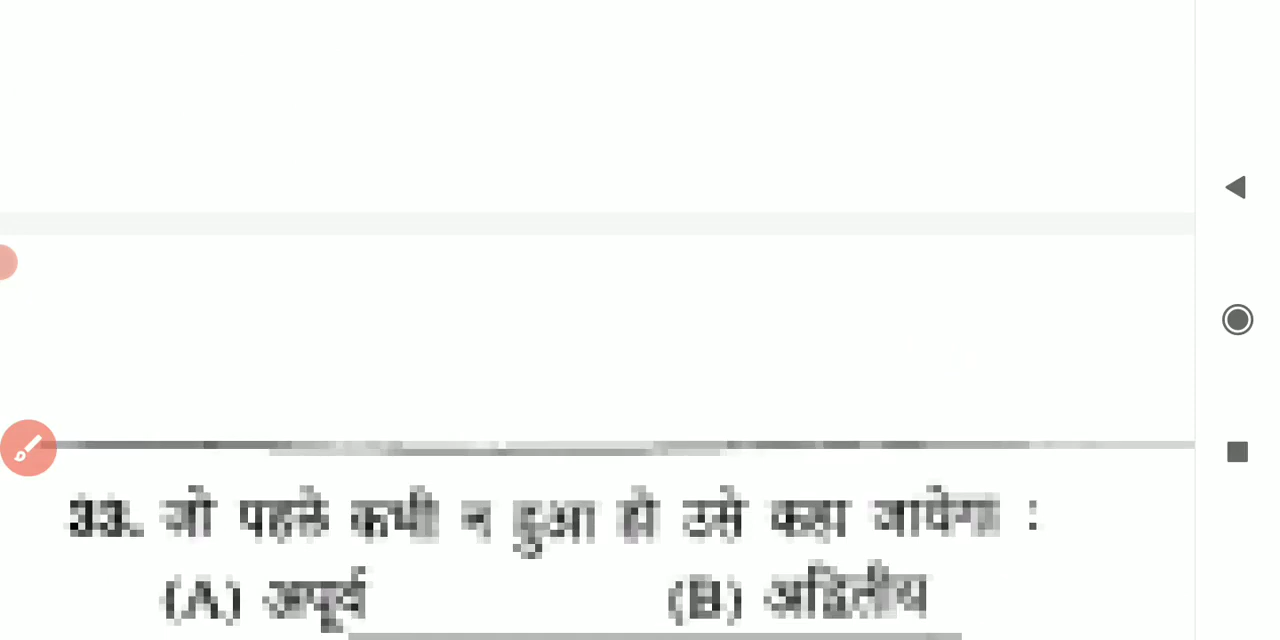 33. जो पहले कभी न हुआ हो उसे कहा जायेगा :
(A) अपूर्व (B) अद्वितीय